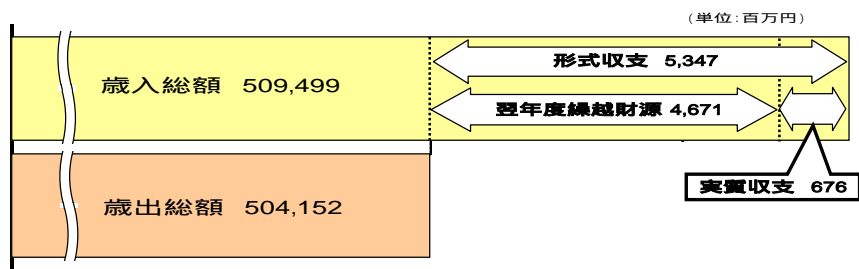 (単位:百万円)
歳入総額 509,499
形式収支 5,347
翌年度繰越財源 4,671
実質収支 676
歳出総額 504,152